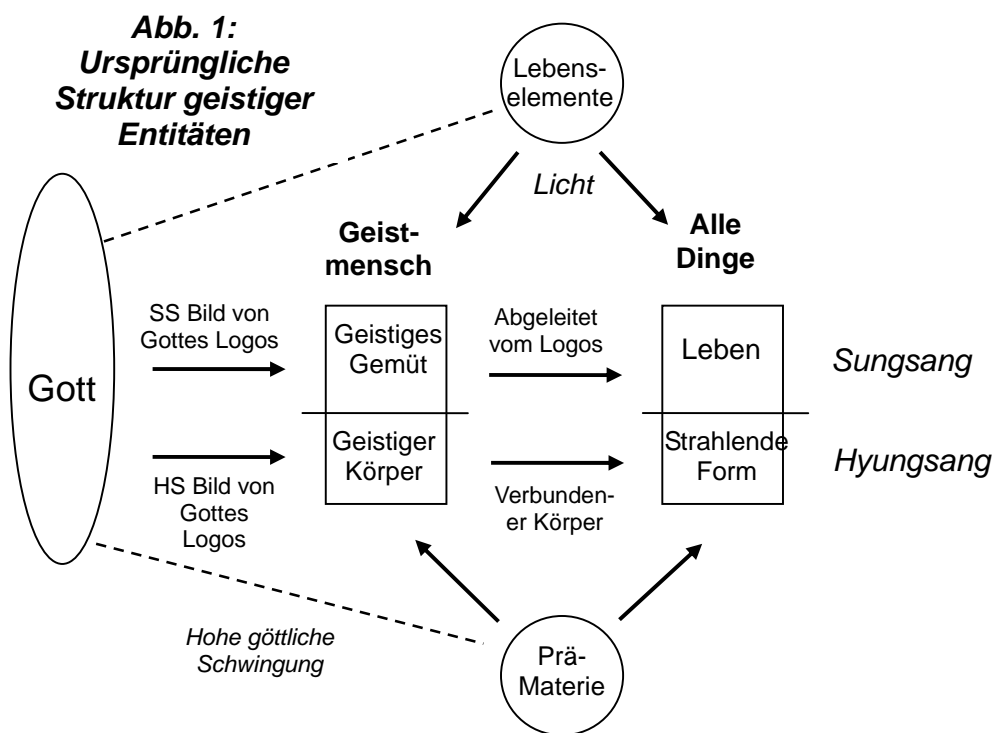 Abb. 1:
Ursprüngliche
Struktur geistiger
Entitäten
Lebens-
elemente
Licht
Geist-
mensch
Alle
Dinge
SS Bild von
Gottes Logos
Geistiges
Gemüt
Abgeleitet
vom Logos
Leben
Sungsang
Gott
HS Bild von
Gottes
Logos
Geistiger
Körper
Verbunden-
er Körper
Strahlende
Form
Hyungsang
Hohe göttliche
Schwingung
Prä-
Materie